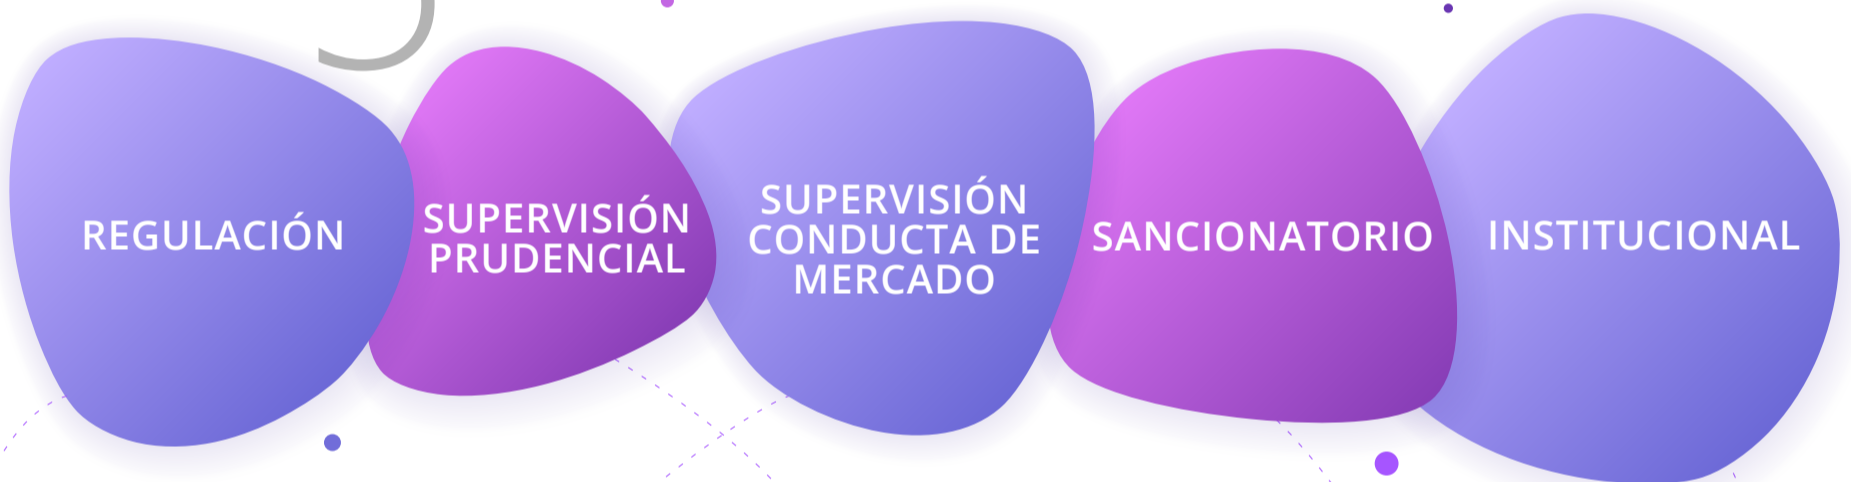 REGULACIÓN
SUPERVISIÓN
PRUDENCIAL
SUPERVISIÓN
CONDUCTA DE
MERCADO
SANCIONATORIO
INSTITUCIONAL